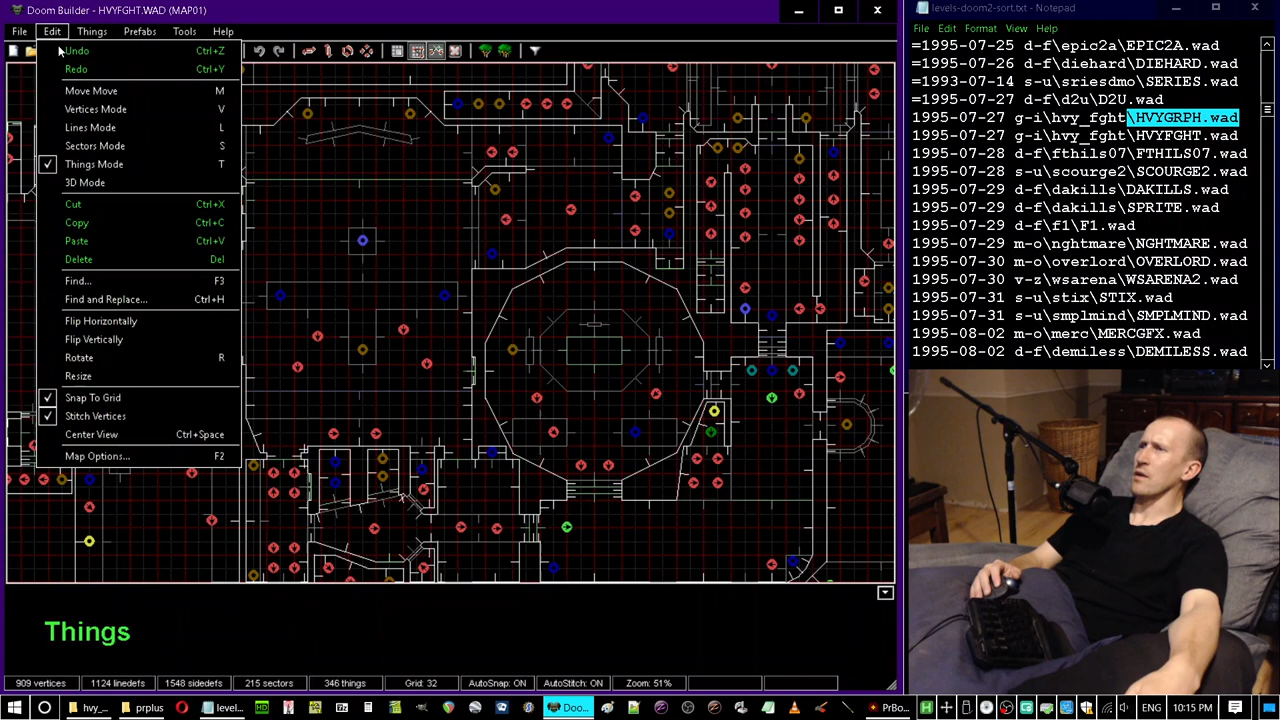 Doom Builder - HVYFGHT.WAD (MAP01)
File Edit Things Prefabs Tools Help
Undo Ctrl+Z
Redo Ctrl+Y
Move Move M
Vertices Mode V
Lines Mode L
Sectors Mode S
Things Mode T
3D Mode
Cut Ctrl+X
Copy Ctrl+C
Paste Ctrl+V
Delete Del
Find... F3
Find and Replace... Ctrl+H
Flip Horizontally
Flip Vertically
Rotate R
Resize
Snap To Grid
Stitch Vertices
Center View Ctrl+Space
Map Options... F2
Things
909 vertices 1124 linedefs 1548 sidedefs 215 sectors 346 things Grid: 32 AutoSnap: ON AutoStitch: ON Zoom: 51%
levels-doom2-sort.txt - Notepad
File Edit Format View Help
=1995-07-25 d-f\epic2a\EPIC2A.wad
=1995-07-26 d-f\diehard\DIEHARD.wad
=1993-07-14 s-u\sriesdmo\SERIES.wad
=1995-07-27 d-f\d2u\D2U.wad
1995-07-27 g-i\hvy_fght\HVYGRPH.wad
1995-07-27 g-i\hvy_fght\HVYFGHT.wad
1995-07-28 d-f\fthils07\FTHILS07.wad
1995-07-28 s-u\scourge2\SCOURGE2.wad
1995-07-29 d-f\dakills\DAKILLS.wad
1995-07-29 d-f\dakills\SPRITE.wad
1995-07-29 d-f\f1\F1.wad
1995-07-29 m-o\nghtmare\NGHTMARE.wad
1995-07-30 m-o\overlord\OVERLORD.wad
1995-07-30 v-z\wsarena\WSARENA2.wad
1995-07-31 s-u\stix\STIX.wad
1995-07-31 s-u\smplmind\SMPLMIND.wad
1995-08-02 m-o\merc\MERCGFX.wad
1995-08-02 d-f\demiless\DEMILESS.wad
hvy_... prplus level... Doo... PrBo... ENG 10:15 PM